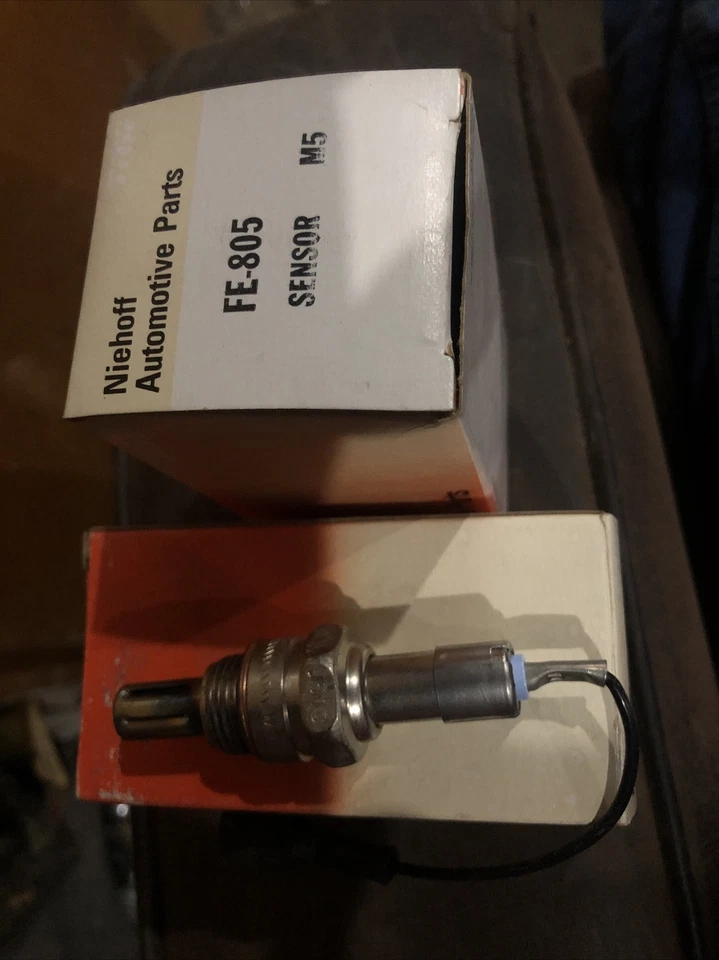 Niehoff
Automotive Parts
FE-805
SENSOR M5